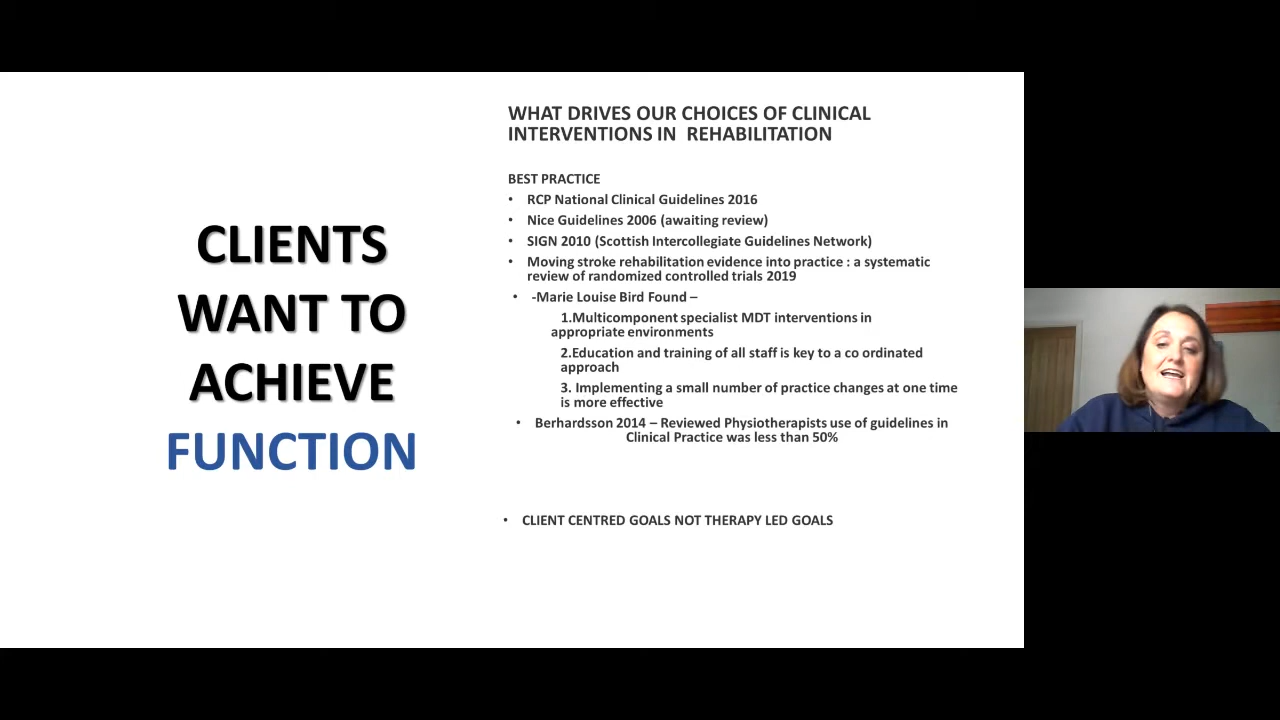 CLIENTS
WANT TO
ACHIEVE
FUNCTION
WHAT DRIVES OUR CHOICES OF CLINICAL
INTERVENTIONS IN  REHABILITATION
BEST PRACTICE
• RCP National Clinical Guidelines 2016
• Nice Guidelines 2006 (awaiting review)
• SIGN 2010 (Scottish Intercollegiate Guidelines Network)
• Moving stroke rehabilitation evidence into practice : a systematic
review of randomized controlled trials 2019
• -Marie Louise Bird Found –
1.Multicomponent specialist MDT interventions in
appropriate environments
2.Education and training of all staff is key to a co ordinated
approach
3. Implementing a small number of practice changes at one time
is more effective
• Berhardsson 2014 – Reviewed Physiotherapists use of guidelines in
Clinical Practice was less than 50%
• CLIENT CENTRED GOALS NOT THERAPY LED GOALS